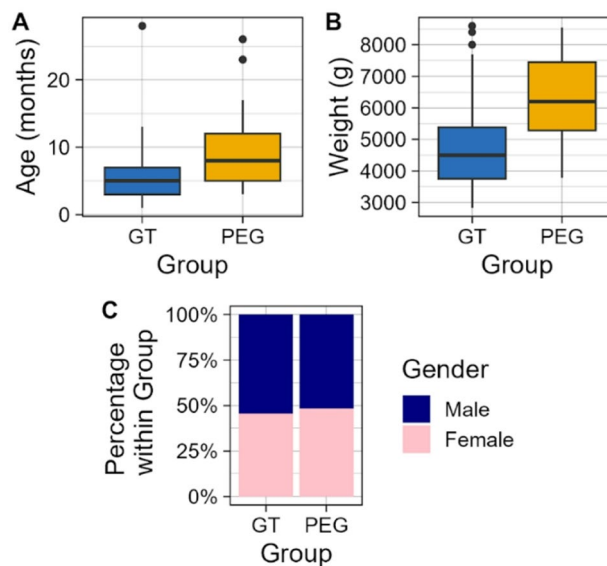 A
Age (months)
20
10
0
GT PEG
Group
B
Weight (g)
8000
7000
6000
5000
4000
3000
GT PEG
Group
C
Percentage
within Group
100%
75%
50%
25%
0%
GT PEG
Group
Gender
Male
Female